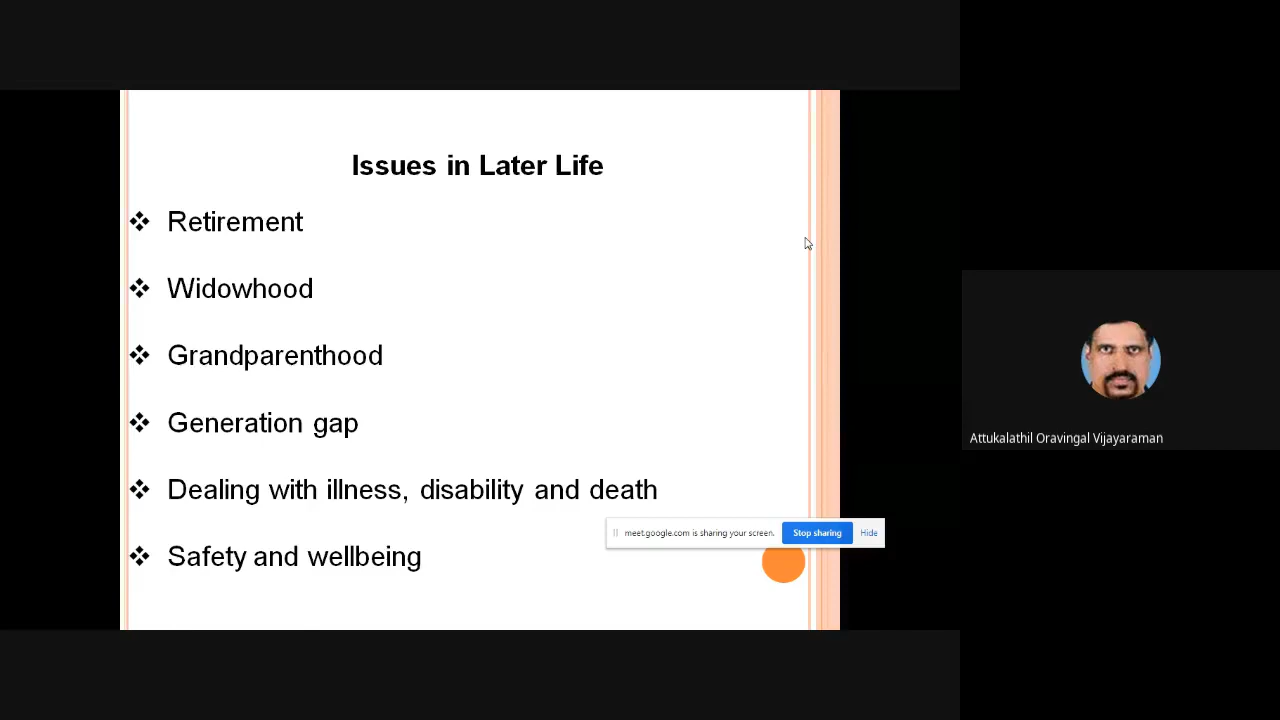 Issues in Later Life
Retirement
Widowhood
Grandparenthood
Generation gap
Dealing with illness, disability and death
meet.google.com is sharing your screen. Stop sharing Hide
Safety and wellbeing
Attukalathil Oravingal Vijayaraman